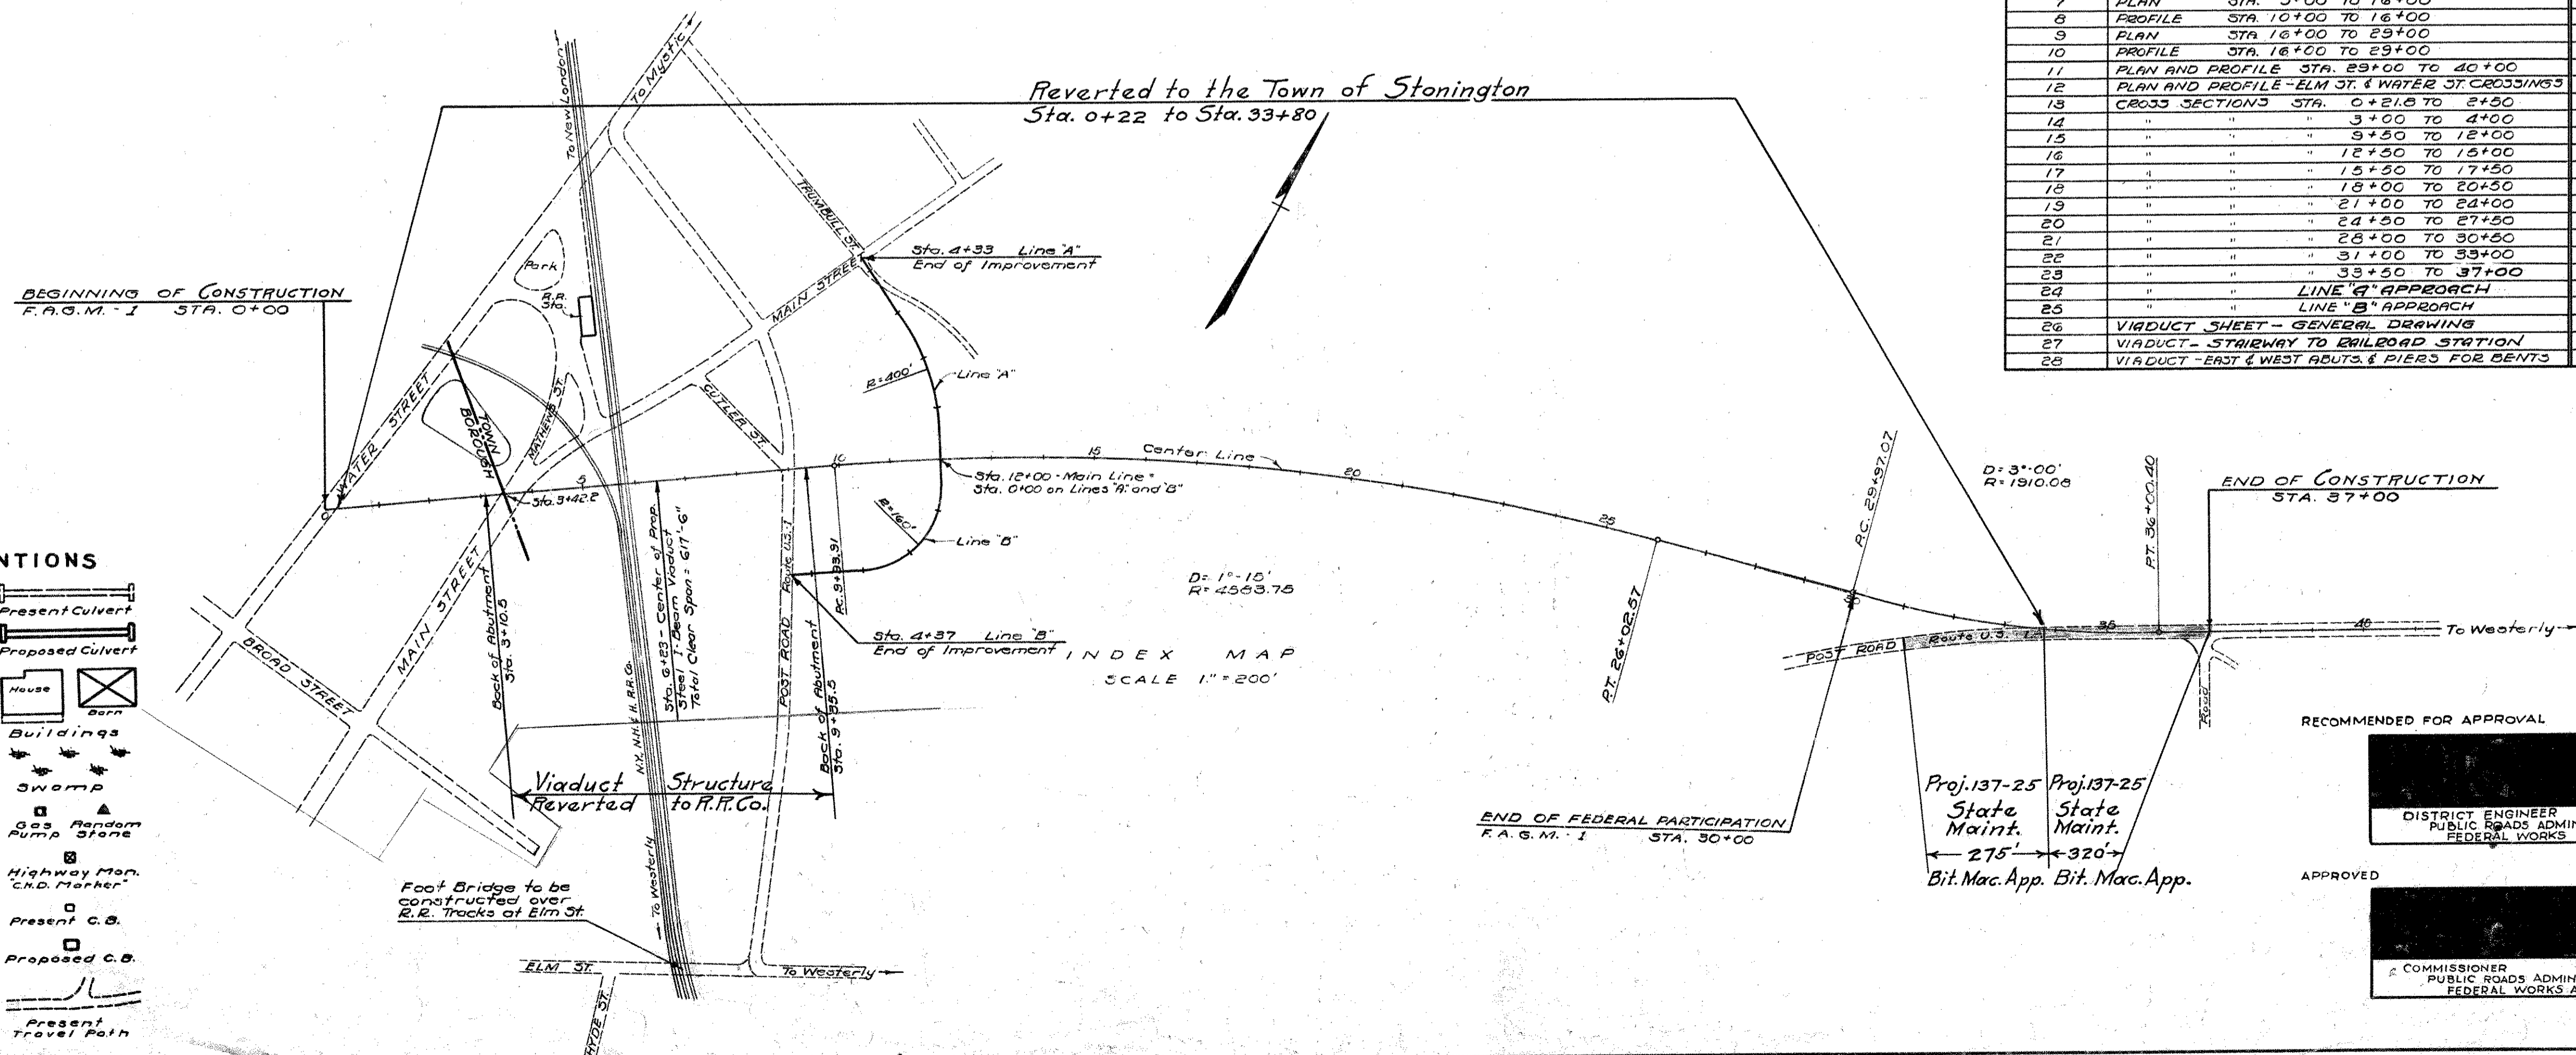 7 PLAN STA. 5+00 TO 16+00
8 PROFILE STA. 10+00 TO 16+00
9 PLAN STA 16+00 TO 29+00
10 PROFILE STA. 16+00 TO 29+00
11 PLAN AND PROFILE STA. 29+00 TO 40+00
12 PLAN AND PROFILE-ELM ST. & WATER ST. CROSSINGS
13 CROSS SECTIONS STA. 0+21.8 TO 2+50
14 " " " 3+00 TO 4+00
15 " " " 9+50 TO 12+00
16 " " " 12+50 TO 15+00
17 " " " 15+50 TO 17+50
18 " " " 18+00 TO 20+50
19 " " " 21+00 TO 24+00
20 " " " 24+50 TO 27+50
21 " " " 28+00 TO 30+50
22 " " " 31+00 TO 33+00
23 " " " 33+50 TO 37+00
24 " " LINE "A" APPROACH
25 " " LINE "B" APPROACH
26 VIADUCT SHEET - GENERAL DRAWING
27 VIADUCT - STAIRWAY TO RAILROAD STATION
28 VIADUCT - EAST & WEST ABUTS. & PIERS FOR BENTS
Reverted to the Town of Stonington
Sta. 0+22 to Sta. 33+80
To New London
To Mystic
TRUMBULL ST.
Sta. 4+33 Line "A"
End of Improvement
Park
R.R.
Sta.
MAIN STREET
BEGINNING OF CONSTRUCTION
F.A.G.M. - 1 STA. 0+00
WATER STREET
TOWN
BOROUGH
MATHEWS ST.
CUTLER ST.
R=400'
Line "A"
0
5
10
15
Center Line
20
25
30
35
40
Sta. 3+42.2
Sta. 12+00 - Main Line =
Sta. 0+00 on Lines "A" and "B"
R=160'
Line "B"
D= 1°-15'
R= 4583.75
D= 3°-00'
R= 1910.08
P.C. 29+97.07
P.T. 36+00.40
P.T. 26+02.57
P.C. 9+93.91
END OF CONSTRUCTION
STA. 37+00
To Westerly
POST ROAD
Route U.S. 1A
Road
Back of Abutment
Sta. 3+10.5
Sta. 6+23 - Center of Prop.
Steel I-Beam Viaduct
Total Clear Span = 617'-6"
POST ROAD Route U.S.1
Back of Abutment
Sta. 9+35.5
N.Y. N.H. & H. R.R. Co.
Sta. 4+37 Line "B"
End of Improvement
INDEX MAP
SCALE 1" = 200'
MAIN STREET
BROAD STREET
Viaduct Structure
Reverted to R.R. Co.
To Westerly
Foot Bridge to be
constructed over
R.R. Tracks at Elm St.
ELM ST.
To Westerly
HYDE ST.
END OF FEDERAL PARTICIPATION
F. A. G. M. - 1 STA. 30+00
Proj. 137-25 Proj. 137-25
State State
Maint. Maint.
275' 320'
Bit. Mac. App. Bit. Mac. App.
NTIONS
Present Culvert
Proposed Culvert
House
Barn
Buildings
Swamp
Gas Random
Pump Stone
Highway Mon.
"C.H.D. Marker"
Present C.B.
Proposed C.B.
Present
Travel Path
RECOMMENDED FOR APPROVAL
DISTRICT ENGINEER
PUBLIC ROADS ADMIN
FEDERAL WORKS
APPROVED
COMMISSIONER
PUBLIC ROADS ADMIN
FEDERAL WORKS A